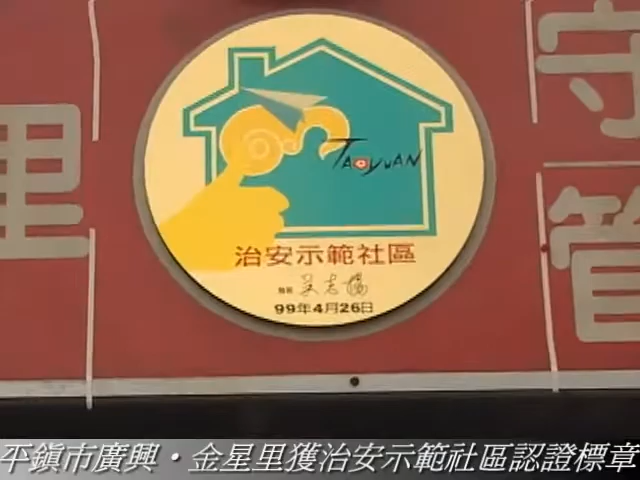 里
守
管
TAOYUAN
治安示範社區
縣長 吳志揚
99年4月26日
平鎮市廣興·金星里獲治安示範社區認證標章